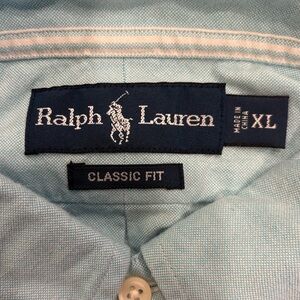 Ralph Lauren
MADE IN
CHINA
XL
CLASSIC FIT